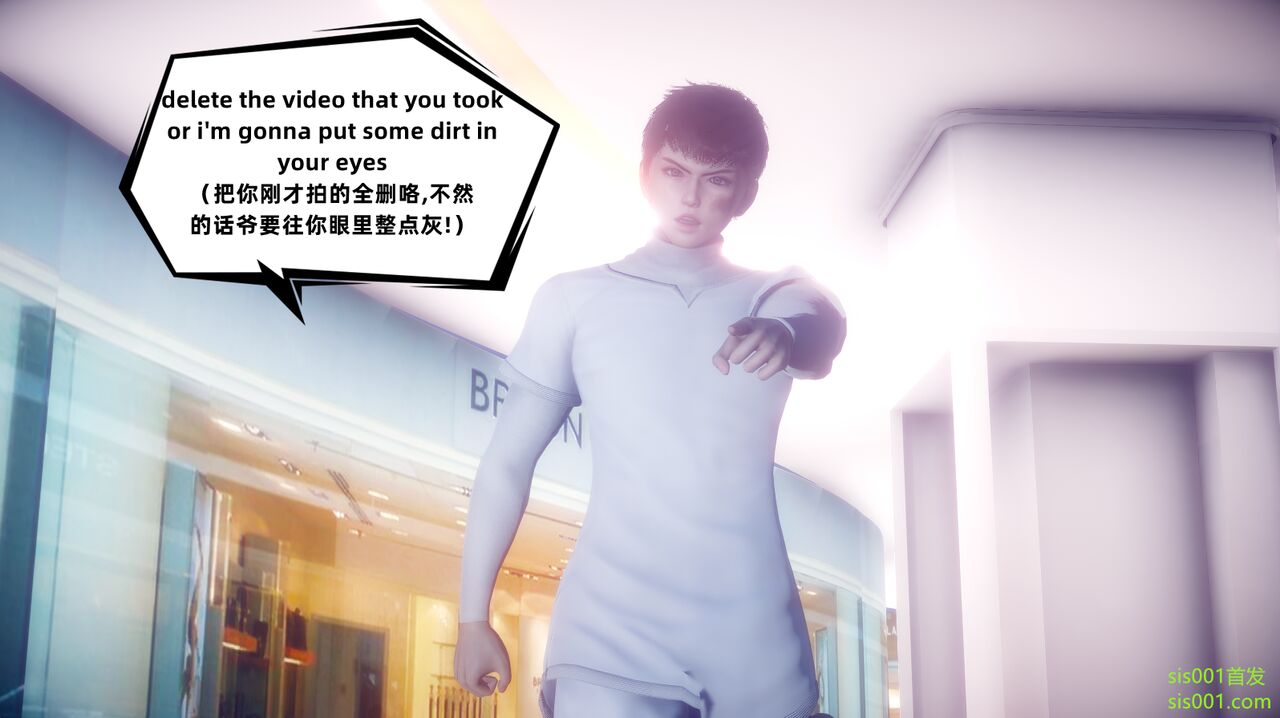 delete the video that you took
or i'm gonna put some dirt in
your eyes
（把你刚才拍的全删咯,不然
的话爷要往你眼里整点灰!）
sis001首发
sis001.com